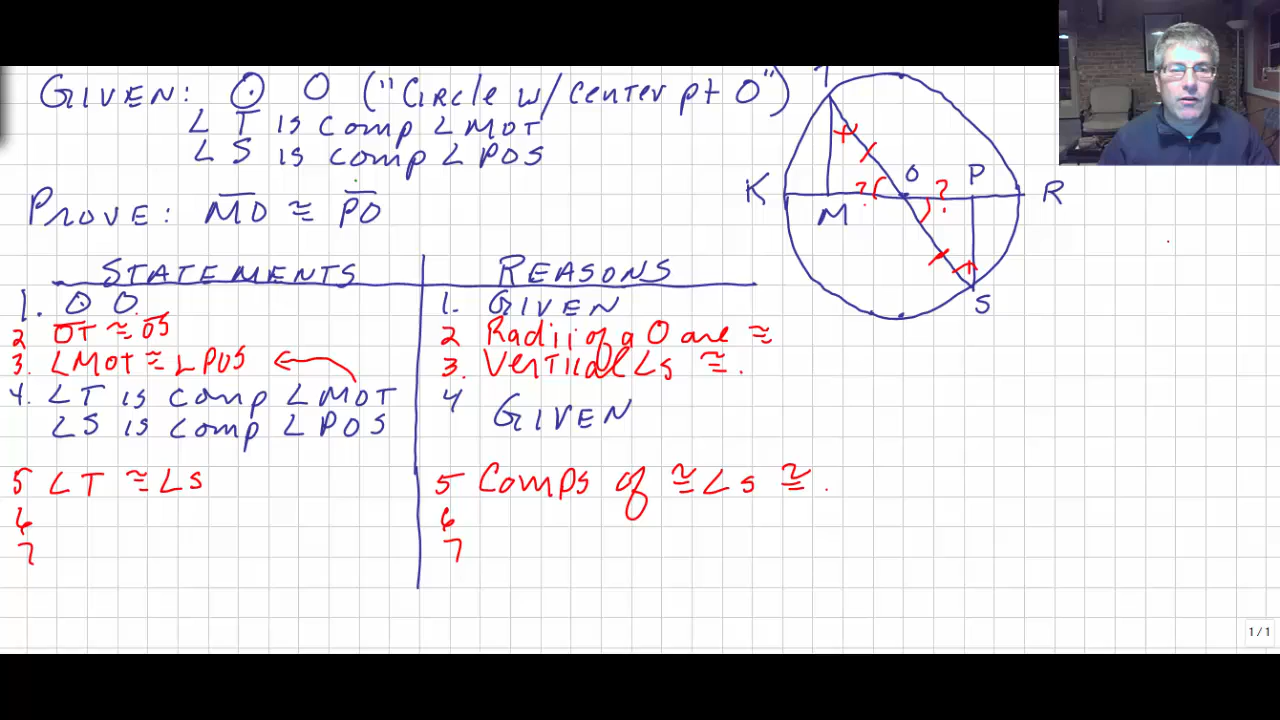 GIVEN: ⊙ O ("Circle w/center pt O")
∠ T is comp ∠MOT
∠ S is comp ∠POS
PROVE: MO ≅ PO
STATEMENTS REASONS
1. ⊙ O. 1. GIVEN
2 OT ≅ OS 2 Radii of a O are ≅
3. ∠MOT ≅ ∠POS 3. Vertical ∠s ≅.
4. ∠T is comp ∠MOT 4 GIVEN
∠S is comp ∠POS
5 ∠T ≅ ∠S 5 Comps of ≅ ∠s ≅.
6 6
7 7
T
K M O P R
? ?
S
1/1